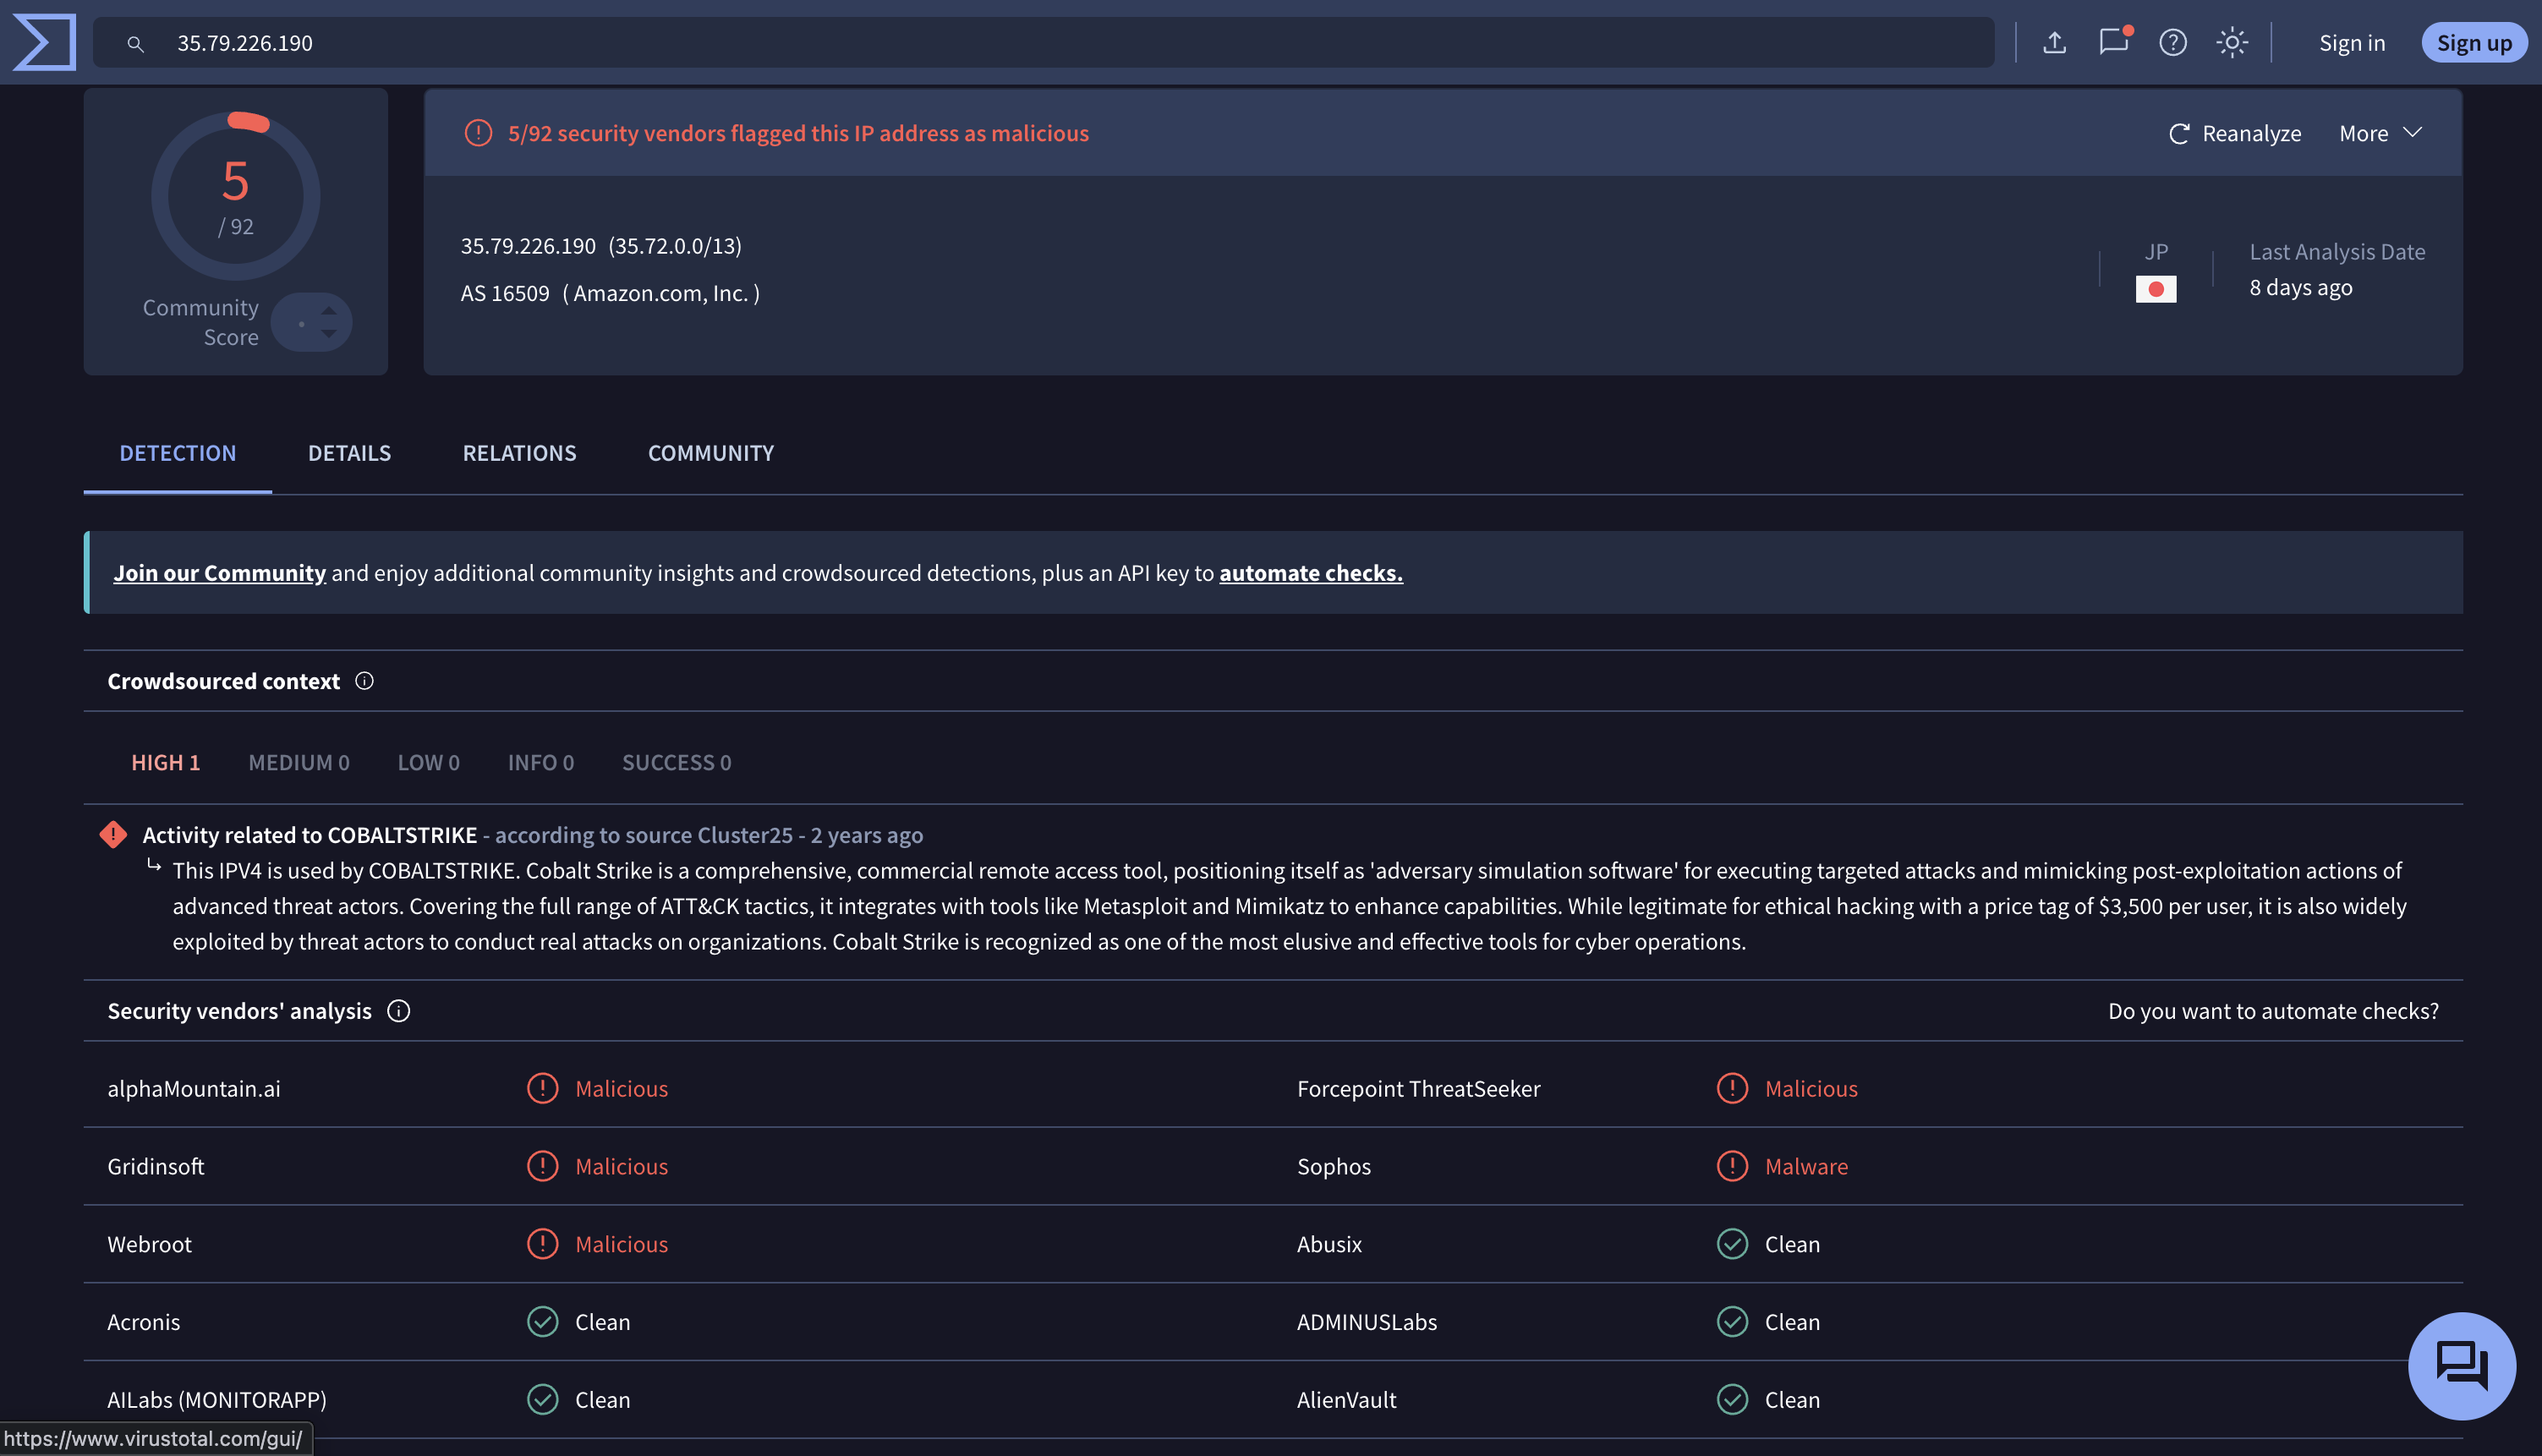 35.79.226.190
Sign in
Sign up
5
/ 92
Community
Score
5/92 security vendors flagged this IP address as malicious
Reanalyze
More
35.79.226.190 (35.72.0.0/13)
AS 16509 ( Amazon.com, Inc. )
JP
Last Analysis Date
8 days ago
DETECTION
DETAILS
RELATIONS
COMMUNITY
Join our Community and enjoy additional community insights and crowdsourced detections, plus an API key to automate checks.
Crowdsourced context
HIGH 1
MEDIUM 0
LOW 0
INFO 0
SUCCESS 0
Activity related to COBALTSTRIKE - according to source Cluster25 - 2 years ago
This IPV4 is used by COBALTSTRIKE. Cobalt Strike is a comprehensive, commercial remote access tool, positioning itself as 'adversary simulation software' for executing targeted attacks and mimicking post-exploitation actions of
advanced threat actors. Covering the full range of ATT&CK tactics, it integrates with tools like Metasploit and Mimikatz to enhance capabilities. While legitimate for ethical hacking with a price tag of $3,500 per user, it is also widely
exploited by threat actors to conduct real attacks on organizations. Cobalt Strike is recognized as one of the most elusive and effective tools for cyber operations.
Security vendors' analysis
Do you want to automate checks?
alphaMountain.ai
Malicious
Forcepoint ThreatSeeker
Malicious
Gridinsoft
Malicious
Sophos
Malware
Webroot
Malicious
Abusix
Clean
Acronis
Clean
ADMINUSLabs
Clean
AILabs (MONITORAPP)
Clean
AlienVault
Clean
https://www.virustotal.com/gui/